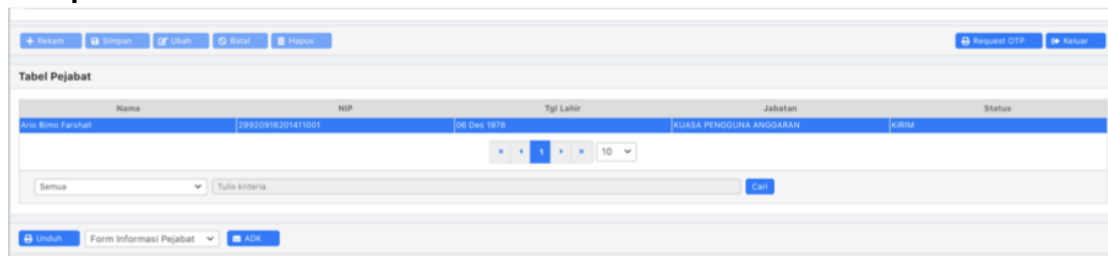 Rekam Simpan Ubah Batal Hapus Request OTP Keluar
Tabel Pejabat
Nama NIP Tgl Lahir Jabatan Status
Ario Bimo Farshall 299209162014110001 06 Des 1978 KUASA PENGGUNA ANGGARAN KIRIM
1 10
Semua Tulis kriteria Cari
Unduh Form Informasi Pejabat ADK